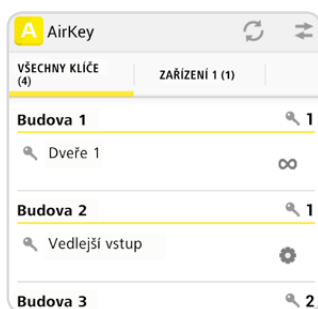 A AirKey
VŠECHNY KLÍČE
(4)
ZAŘÍZENÍ 1 (1)
Budova 1 1
Dveře 1
Budova 2 1
Vedlejší vstup
Budova 3 2